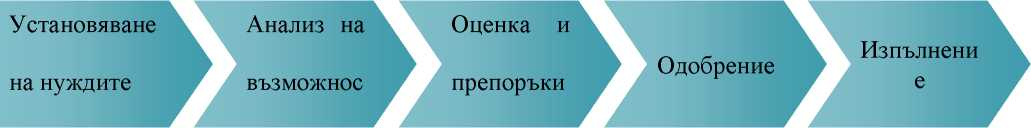 Установяване
на нуждите
Анализ на
възможнос
Оценка и
препоръки
Одобрение
Изпълнени
е